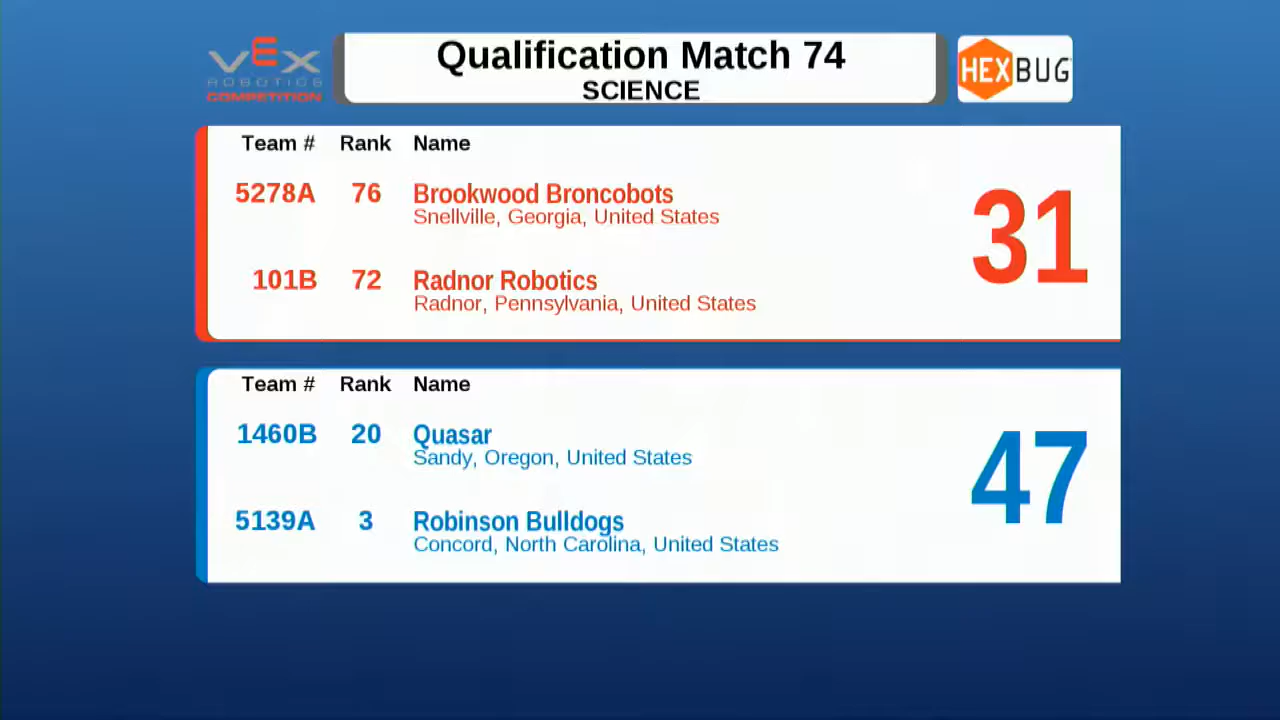 VEX
ROBOTICS
COMPETITION
Qualification Match 74
SCIENCE
HEXBUG
Team # Rank Name
5278A 76 Brookwood Broncobots
Snellville, Georgia, United States
101B 72 Radnor Robotics
Radnor, Pennsylvania, United States
31
Team # Rank Name
1460B 20 Quasar
Sandy, Oregon, United States
5139A 3 Robinson Bulldogs
Concord, North Carolina, United States
47